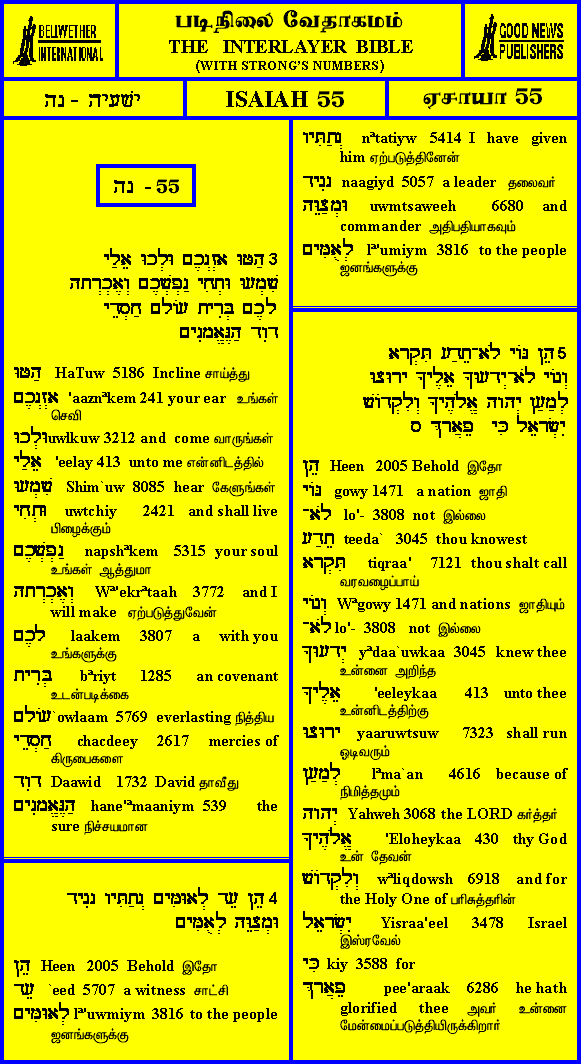 BELLWETHER
INTERNATIONAL
படிநிலை வேதாகமம்
THE INTERLAYER BIBLE
(WITH STRONG'S NUMBERS)
GOOD NEWS
PUBLISHERS
ישעיה - נה
ISAIAH 55
ஏசாயா 55
נה - 55
3 הַטּוּ אָזְנְכֶם וּלְכוּ אֵלַי
שִׁמְעוּ וּתְחִי נַפְשְׁכֶם וְאֶכְרְתָה
לָכֶם בְּרִית עוֹלָם חַסְדֵי
דָוִד הַנֶּאֱמָנִים
הַטּוּ HaTuw 5186 Incline சாய்த்து
אָזְנְכֶם 'aaznªkem 241 your ear உங்கள்
செவி
וּלְכוּ uwlkuw 3212 and come வாருங்கள்
אֵלַי 'eelay 413 unto me என்னிடத்தில்
שִׁמְעוּ Shim`uw 8085 hear கேளுங்கள்
וּתְחִי uwtchiy 2421 and shall live
பிழைக்கும்
נַפְשְׁכֶם napshªkem 5315 your soul
உங்கள் ஆத்துமா
וְאֶכְרְתָה Wª'ekrªtaah 3772 and I
will make ஏற்படுத்துவேன்
לָכֶם laakem 3807 a with you
உங்களுக்கு
בְּרִית bªriyt 1285 an covenant
உடன்படிக்கை
עוֹלָם `owlaam 5769 everlasting நித்திய
חַסְדֵי chacdeey 2617 mercies of
கிருபைகளை
דָוִד Daawid 1732 David தாவீது
הַנֶּאֱמָנִים hane'ªmaaniym 539 the
sure நிச்சயமான
4 הֵן עֵד לְאוּמִּים נְתַתִּיו נָגִיד
וּמְצַוֵּה לְאֻמִּים
הֵן Heen 2005 Behold இதோ
עֵד `eed 5707 a witness சாட்சி
לְאוּמִּים lª'uwmiym 3816 to the people
ஜனங்களுக்கு
נְתַתִּיו nªtatiyw 5414 I have given
him ஏற்படுத்தினேன்
נָגִיד naagiyd 5057 a leader தலைவர்
וּמְצַוֵּה uwmtsaweeh 6680 and
commander அதிபதியாகவும்
לְאֻמִּים lª'umiym 3816 to the people
ஜனங்களுக்கு
5 הֵן גּוֹי לֹא־תֵדַע תִּקְרָא
וְגוֹי לֹא־יְדָעוּךָ אֵלֶיךָ יָרוּצוּ
לְמַעַן יְהוָה אֱלֹהֶיךָ וְלִקְדוֹשׁ
יִשְׂרָאֵל כִּי פֵאֲרָךְ ס
הֵן Heen 2005 Behold இதோ
גּוֹי gowy 1471 a nation ஜாதி
לֹא־ lo'- 3808 not இல்லை
תֵדַע teeda` 3045 thou knowest
תִּקְרָא tiqraa' 7121 thou shalt call
வரவழைப்பாய்
וְגוֹי Wªgowy 1471 and nations ஜாதியும்
לֹא־ lo'- 3808 not இல்லை
יְדָעוּךָ yªdaa`uwkaa 3045 knew thee
உன்னை அறிந்த
אֵלֶיךָ 'eeleykaa 413 unto thee
உன்னிடத்திற்கு
יָרוּצוּ yaaruwtsuw 7323 shall run
ஓடிவரும்
לְמַעַן lªma`an 4616 because of
நிமித்தமும்
יְהוָה Yahweh 3068 the LORD கர்த்தர்
אֱלֹהֶיךָ 'Eloheykaa 430 thy God
உன் தேவன்
וְלִקְדוֹשׁ wªliqdowsh 6918 and for
the Holy One of பரிசுத்தரின்
יִשְׂרָאֵל Yisraa'eel 3478 Israel
இஸ்ரவேல்
כִּי kiy 3588 for
פֵאֲרָךְ pee'araak 6286 he hath
glorified thee அவர் உன்னை
மேன்மைப்படுத்தியிருக்கிறார்